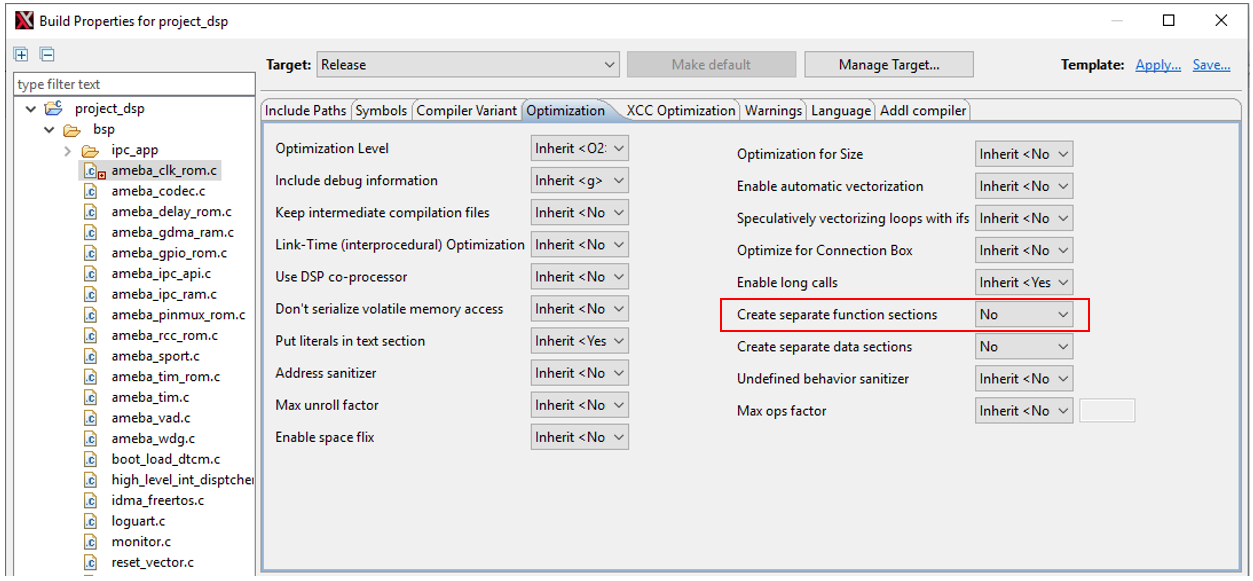 Build Properties for project_dsp
Target: Release Make default Manage Target... Template: Apply... Save...
type filter text
project_dsp
bsp
ipc_app
ameba_clk_rom.c
ameba_codec.c
ameba_delay_rom.c
ameba_gdma_ram.c
ameba_gpio_rom.c
ameba_ipc_api.c
ameba_ipc_ram.c
ameba_pinmux_rom.c
ameba_rcc_rom.c
ameba_sport.c
ameba_tim_rom.c
ameba_tim.c
ameba_vad.c
ameba_wdg.c
boot_load_dtcm.c
high_level_int_disptcher
idma_freertos.c
loguart.c
monitor.c
reset_vector.c
Include Paths Symbols Compiler Variant Optimization XCC Optimization Warnings Language Addl compiler
Optimization Level Inherit <O2:
Include debug information Inherit <g>
Keep intermediate compilation files Inherit <No
Link-Time (interprocedural) Optimization Inherit <No
Use DSP co-processor Inherit <No
Don't serialize volatile memory access Inherit <No
Put literals in text section Inherit <Yes
Address sanitizer Inherit <No
Max unroll factor Inherit <No
Enable space flix Inherit <No
Optimization for Size Inherit <No
Enable automatic vectorization Inherit <No
Speculatively vectorizing loops with ifs Inherit <No
Optimize for Connection Box Inherit <No
Enable long calls Inherit <Yes
Create separate function sections No
Create separate data sections No
Undefined behavior sanitizer Inherit <No
Max ops factor Inherit <No